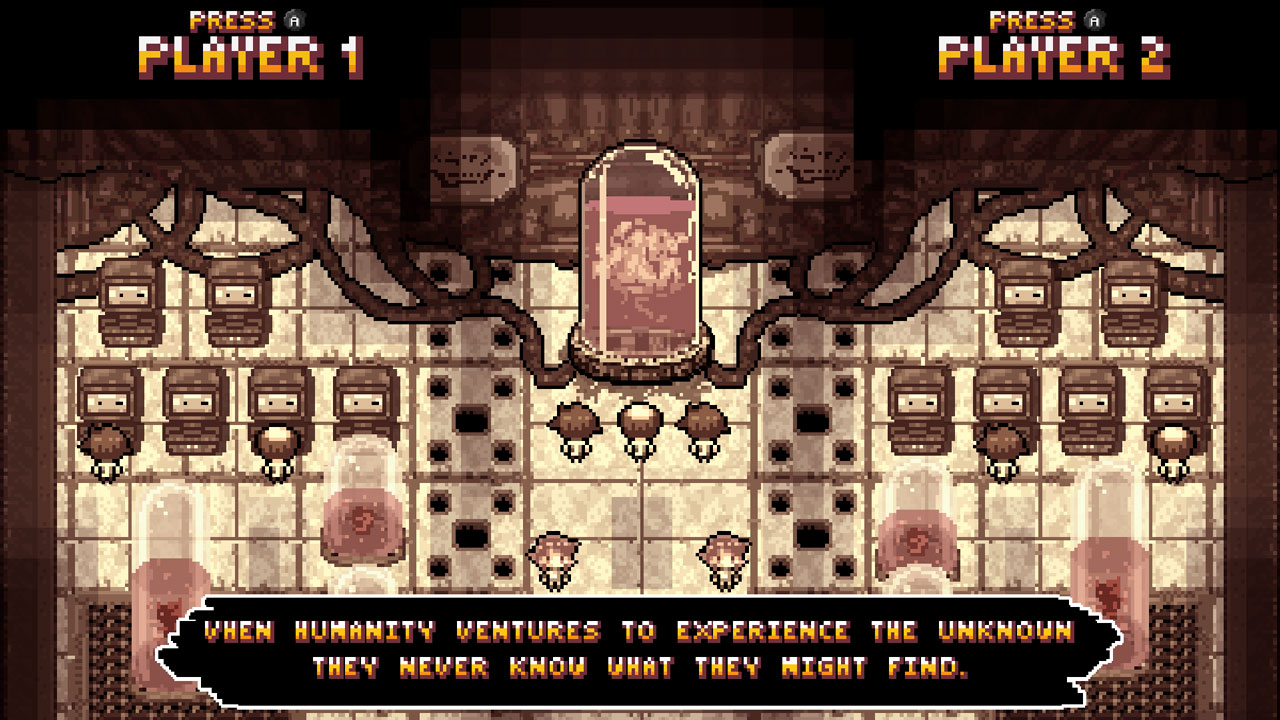 PRESS A
PLAYER 1
PRESS A
PLAYER 2
WHEN HUMANITY VENTURES TO EXPERIENCE THE UNKNOWN
THEY NEVER KNOW WHAT THEY MIGHT FIND.